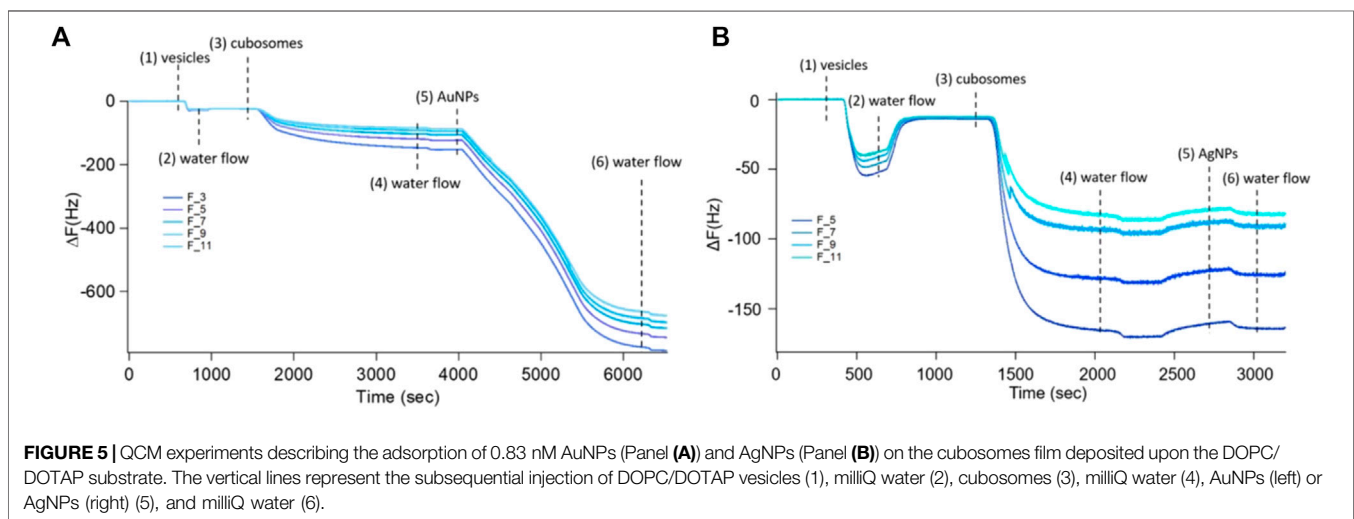 A
(3) cubosomes
(1) vesicles
(5) AuNPs
(2) water flow
(4) water flow
(6) water flow
0
-200
-400
-600
ΔF(Hz)
F_3
F_5
F_7
F_9
F_11
0 1000 2000 3000 4000 5000 6000
Time (sec)
B
(1) vesicles
(3) cubosomes
(2) water flow
(5) AgNPs
(4) water flow
(6) water flow
0
-50
-100
-150
ΔF(Hz)
F_5
F_7
F_9
F_11
0 500 1000 1500 2000 2500 3000
Time (sec)
FIGURE 5 | QCM experiments describing the adsorption of 0.83 nM AuNPs (Panel (A)) and AgNPs (Panel (B)) on the cubosomes film deposited upon the DOPC/
DOTAP substrate. The vertical lines represent the subsequential injection of DOPC/DOTAP vesicles (1), milliQ water (2), cubosomes (3), milliQ water (4), AuNPs (left) or
AgNPs (right) (5), and milliQ water (6).